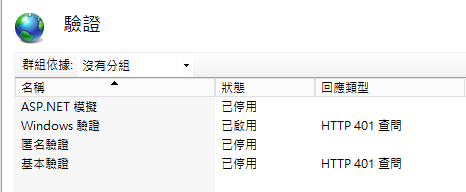 驗證
群組依據: 沒有分組
名稱 狀態 回應類型
ASP.NET 模擬 已停用
Windows 驗證 已啟用 HTTP 401 查問
匿名驗證 已停用
基本驗證 已停用 HTTP 401 查問